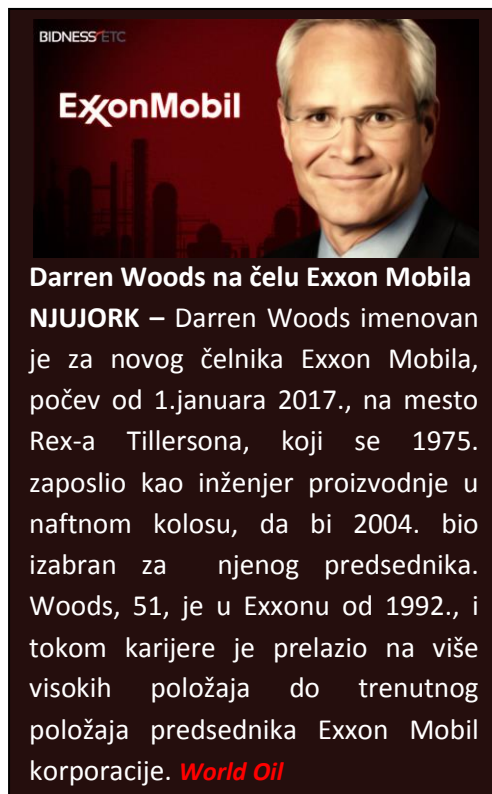 BIDNESS ETC
ExxonMobil
Darren Woods na čelu Exxon Mobila
NJUJORK – Darren Woods imenovan
je za novog čelnika Exxon Mobila,
počev od 1.januara 2017., na mesto
Rex-a Tillersona, koji se 1975.
zaposlio kao inženjer proizvodnje u
naftnom kolosu, da bi 2004. bio
izabran za njenog predsednika.
Woods, 51, je u Exxonu od 1992., i
tokom karijere je prelazio na više
visokih položaja do trenutnog
položaja predsednika Exxon Mobil
korporacije. World Oil